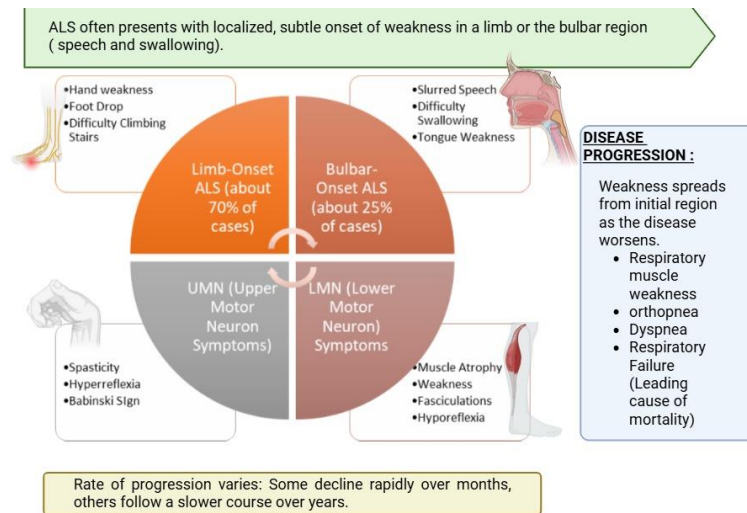 ALS often presents with localized, subtle onset of weakness in a limb or the bulbar region
( speech and swallowing).
•Hand weakness
•Foot Drop
•Difficulty Climbing
Stairs
•Slurred Speech
•Difficulty
Swallowing
•Tongue Weakness
Limb-Onset
ALS (about
70% of
cases)
Bulbar-
Onset ALS
(about 25%
of cases)
UMN (Upper
Motor
Neuron
Symptoms)
LMN (Lower
Motor
Neuron)
Symptoms
•Spasticity
•Hyperreflexia
•Babinski SIgn
•Muscle Atrophy
•Weakness
•Fasciculations
•Hyporeflexia
DISEASE
PROGRESSION :
Weakness spreads
from initial region
as the disease
worsens.
• Respiratory
muscle
weakness
• orthopnea
• Dyspnea
• Respiratory
Failure
(Leading
cause of
mortality)
Rate of progression varies: Some decline rapidly over months,
others follow a slower course over years.